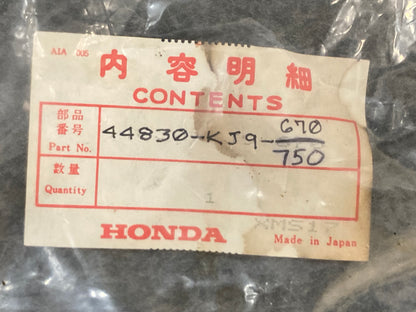 AIA 005
内容明細
CONTENTS
部品
番号
Part No.
44830-KJ9-670
750
数量
Quantity
1
XMS17
HONDA
Made in Japan